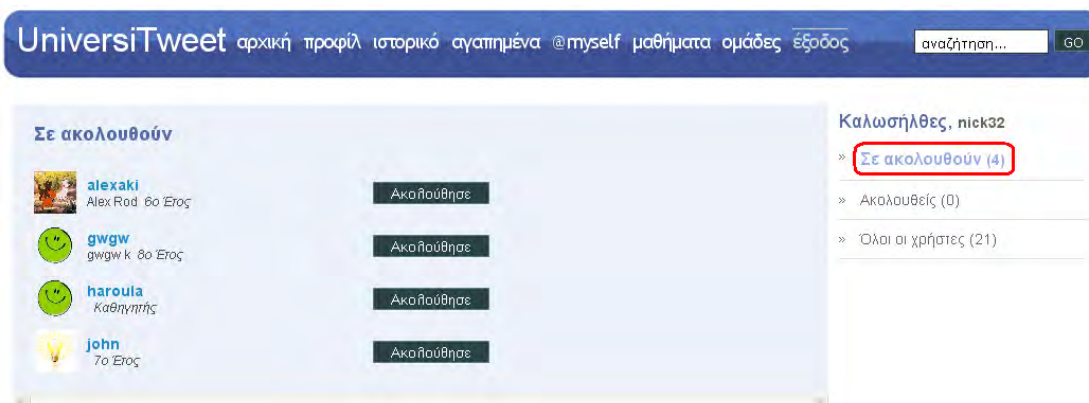 UniversiTweet αρχική προφίλ ιστορικό αγαπημένα @myself μαθήματα ομάδες έξοδος αναζήτηση... GO
Σε ακολουθούν
alexaki
Alex Rod 6ο Έτος
Ακολούθησε
gwgw
gwgw k 8ο Έτος
Ακολούθησε
haroula
Καθηγητής
Ακολούθησε
john
7ο Έτος
Ακολούθησε
Καλωσήλθες, nick32
» Σε ακολουθούν (4)
» Ακολουθείς (0)
» Όλοι οι χρήστες (21)